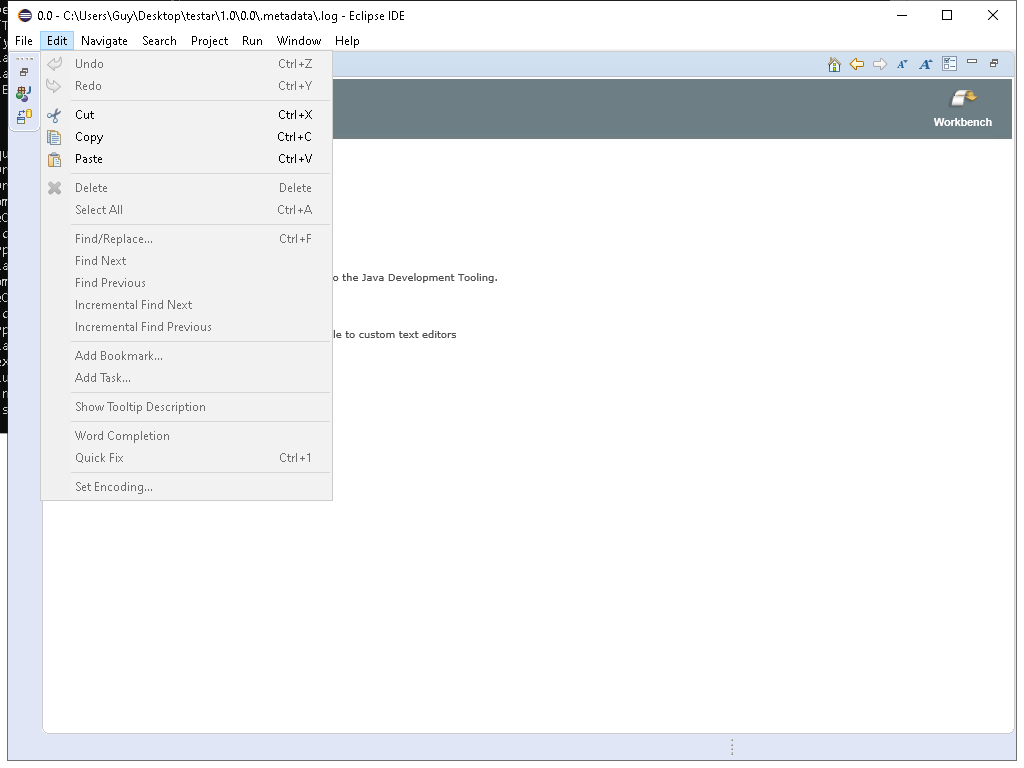 0.0 - C:\Users\Guy\Desktop\testar\1.0\0.0\.metadata\.log - Eclipse IDE
File Edit Navigate Search Project Run Window Help
Undo Ctrl+Z
Redo Ctrl+Y
Cut Ctrl+X
Copy Ctrl+C
Paste Ctrl+V
Delete Delete
Select All Ctrl+A
Find/Replace... Ctrl+F
Find Next
Find Previous
Incremental Find Next
Incremental Find Previous
Add Bookmark...
Add Task...
Show Tooltip Description
Word Completion
Quick Fix Ctrl+1
Set Encoding...
Workbench
o the Java Development Tooling.
le to custom text editors